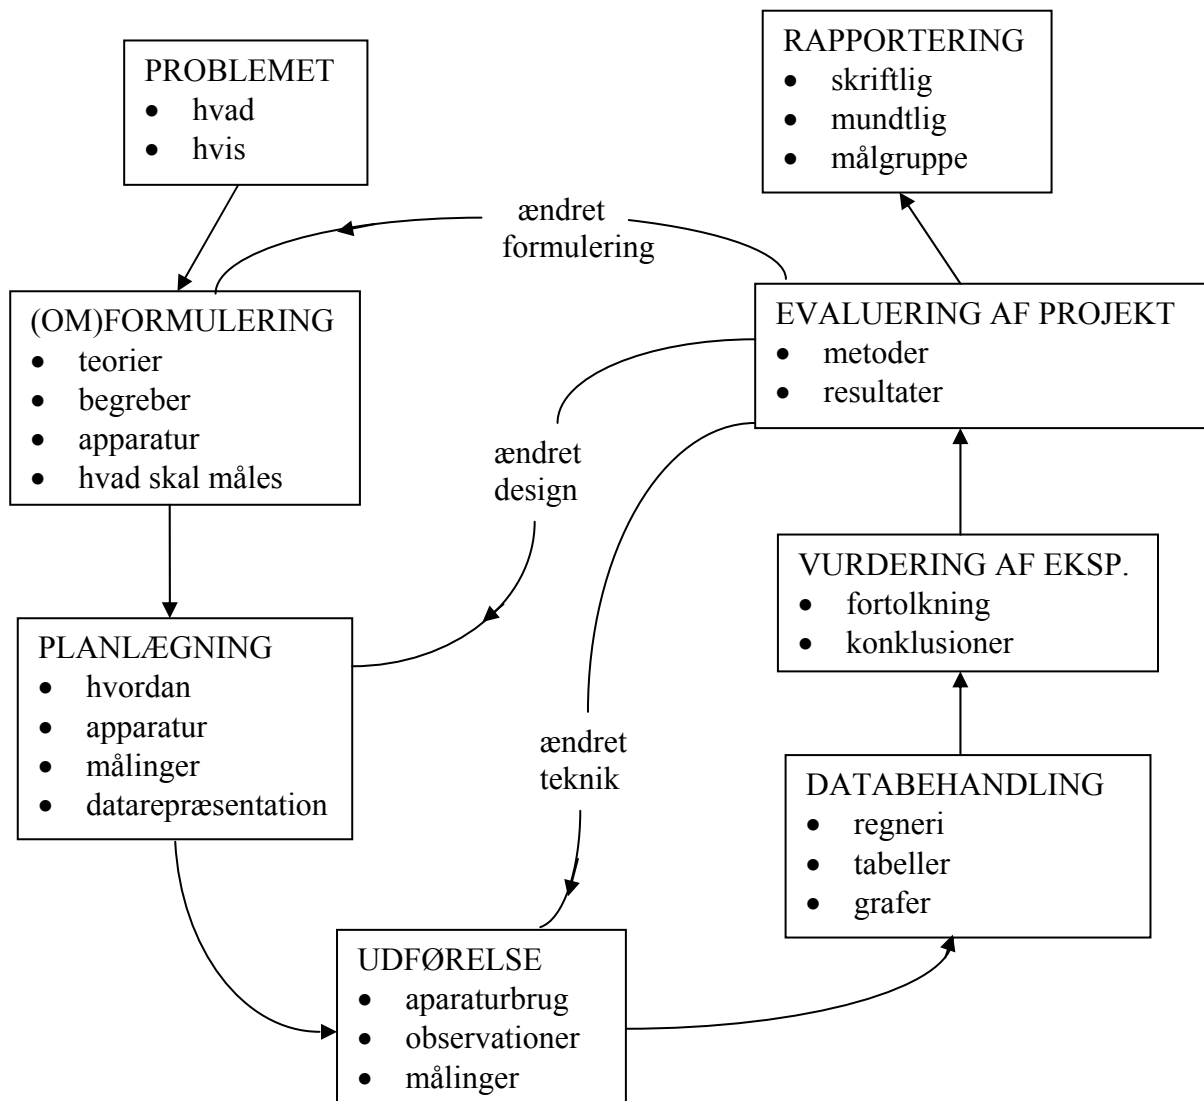 PROBLEMET
• hvad
• hvis
(OM)FORMULERING
• teorier
• begreber
• apparatur
• hvad skal måles
PLANLÆGNING
• hvordan
• apparatur
• målinger
• datarepræsentation
UDFØRELSE
• aparaturbrug
• observationer
• målinger
DATABEHANDLING
• regneri
• tabeller
• grafer
VURDERING AF EKSP.
• fortolkning
• konklusioner
EVALUERING AF PROJEKT
• metoder
• resultater
RAPPORTERING
• skriftlig
• mundtlig
• målgruppe
ændret
formulering
ændret
design
ændret
teknik